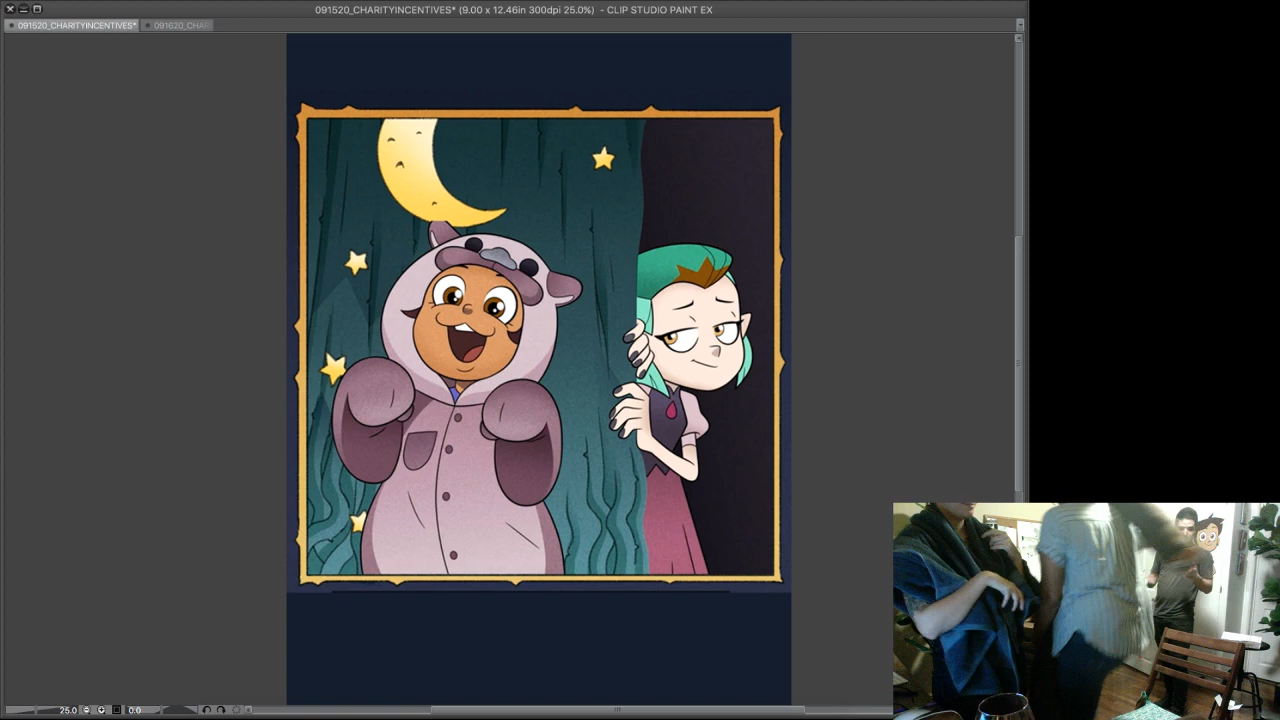 091520_CHARITYINCENTIVES* (9.00 x 12.46in 300dpi 25.0%) - CLIP STUDIO PAINT EX
091520_CHARITYINCENTIVES* 091620_CHAR
25.0 0.0